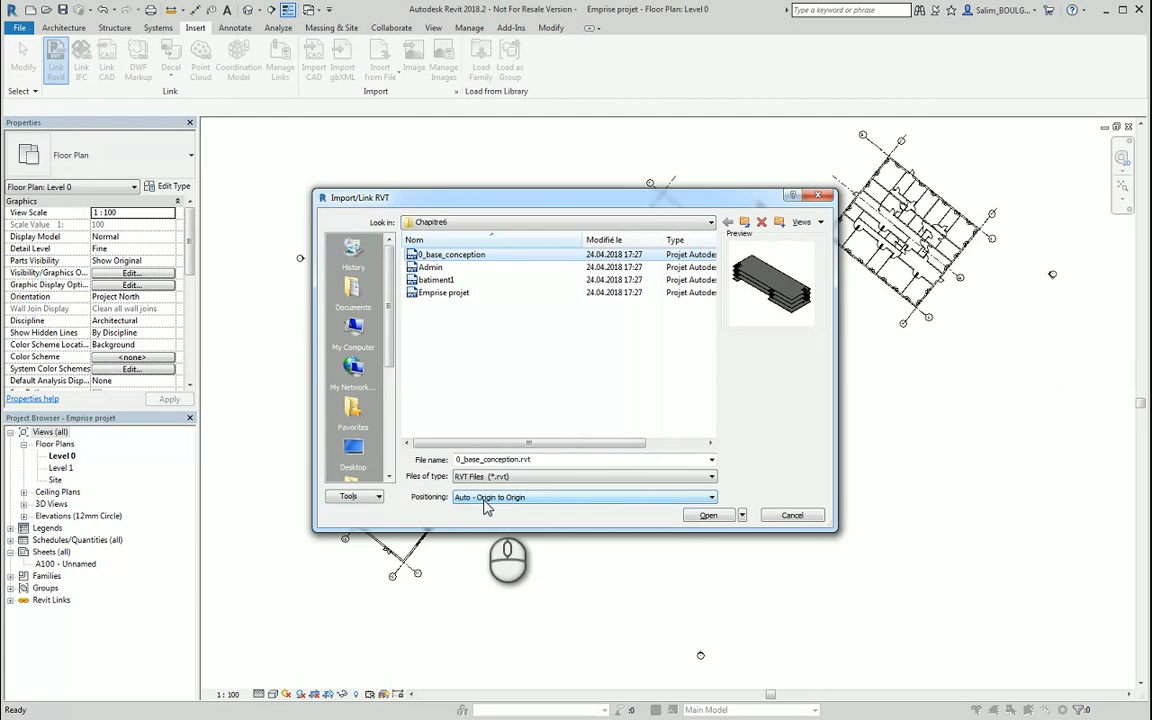 Autodesk Revit 2018.2 - Not For Resale Version - Emprise projet - Floor Plan: Level 0
Type a keyword or phrase
Salim_BOULG...
File Architecture Structure Systems Insert Annotate Analyze Massing & Site Collaborate View Manage Add-Ins Modify
Modify
Link Revit
Link IFC
Link CAD
DWF Markup
Decal
Point Cloud
Coordination Model
Manage Links
Import CAD
Import gbXML
Insert from File
Image
Manage Images
Load Family
Load as Group
Select
Link
Import
Load from Library
Properties
Floor Plan
Floor Plan: Level 0
Edit Type
Graphics
View Scale 1 : 100
Scale Value 1: 100
Display Model Normal
Detail Level Fine
Parts Visibility Show Original
Visibility/Graphics O... Edit...
Graphic Display Opti... Edit...
Orientation Project North
Wall Join Display Clean all wall joins
Discipline Architectural
Show Hidden Lines By Discipline
Color Scheme Locati... Background
Color Scheme <none>
System Color Schemes Edit...
Default Analysis Disp... None
Properties help
Apply
Project Browser - Emprise projet
Views (all)
Floor Plans
Level 0
Level 1
Site
Ceiling Plans
3D Views
Elevations (12mm Circle)
Legends
Schedules/Quantities (all)
Sheets (all)
A100 - Unnamed
Families
Groups
Revit Links
Import/Link RVT
Look in: Chapitre6
Views
Nom Modifié le Type
0_base_conception 24.04.2018 17:27 Projet Autodes
Admin 24.04.2018 17:27 Projet Autodes
batiment1 24.04.2018 17:27 Projet Autodes
Emprise projet 24.04.2018 17:27 Projet Autodes
Preview
History
Documents
My Computer
My Network...
Favorites
Desktop
File name: 0_base_conception.rvt
Files of type: RVT Files (*.rvt)
Tools
Positioning: Auto - Origin to Origin
Open
Cancel
1 : 100
Ready
:0
Main Model
:0